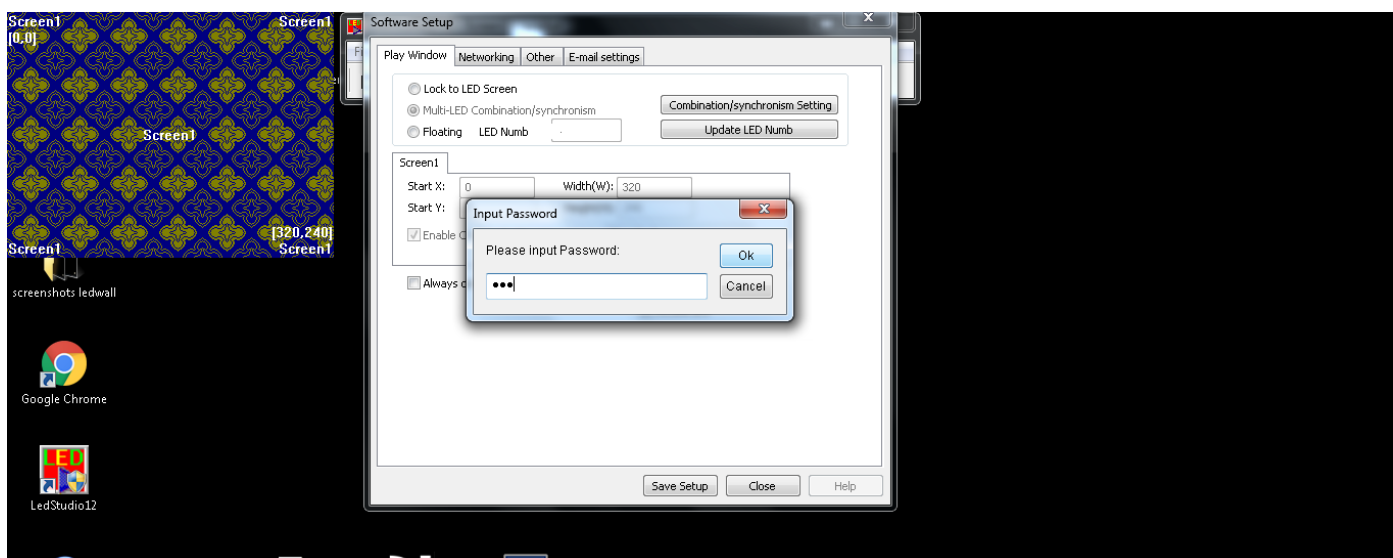 Screen1 Screen1
[0,0]
Screen1
[320,240]
Screen1 Screen1
screenshots ledwall
Google Chrome
LED
LedStudio12
LED
Software Setup
x
Play Window Networking Other E-mail settings
Lock to LED Screen
Multi-LED Combination/synchronism
Combination/synchronism Setting
Floating LED Numb
Update LED Numb
Screen1
Start X: 0 Width(W): 320
Start Y:
Enable
Always
Input Password
x
Please input Password:
Ok
•••
Cancel
Save Setup Close Help